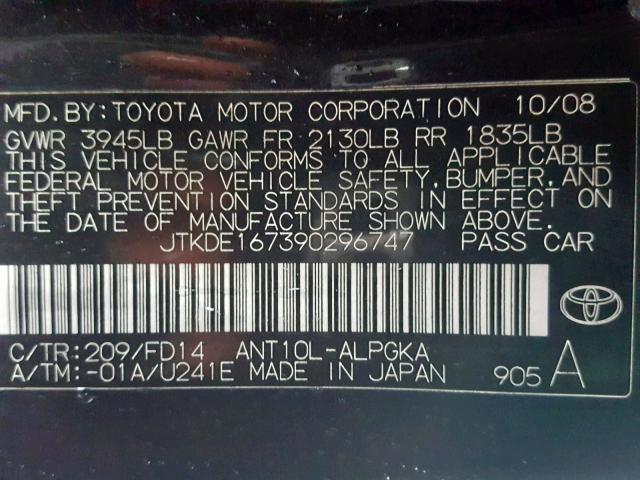 MFD.BY:TOYOTA MOTOR CORPORATION 10/08
GVWR 3945LB GAWR FR 2130LB RR 1835LB
THIS VEHICLE CONFORMS TO ALL APPLICABLE
FEDERAL MOTOR VEHICLE SAFETY,BUMPER,AND
THEFT PREVENTION STANDARDS IN EFFECT ON
THE DATE OF MANUFACTURE SHOWN ABOVE.
JTKDE167390296747 PASS CAR
C/TR:209/FD14 ANT10L-ALPGKA
A/TM:-01A/U241E MADE IN JAPAN 905 A